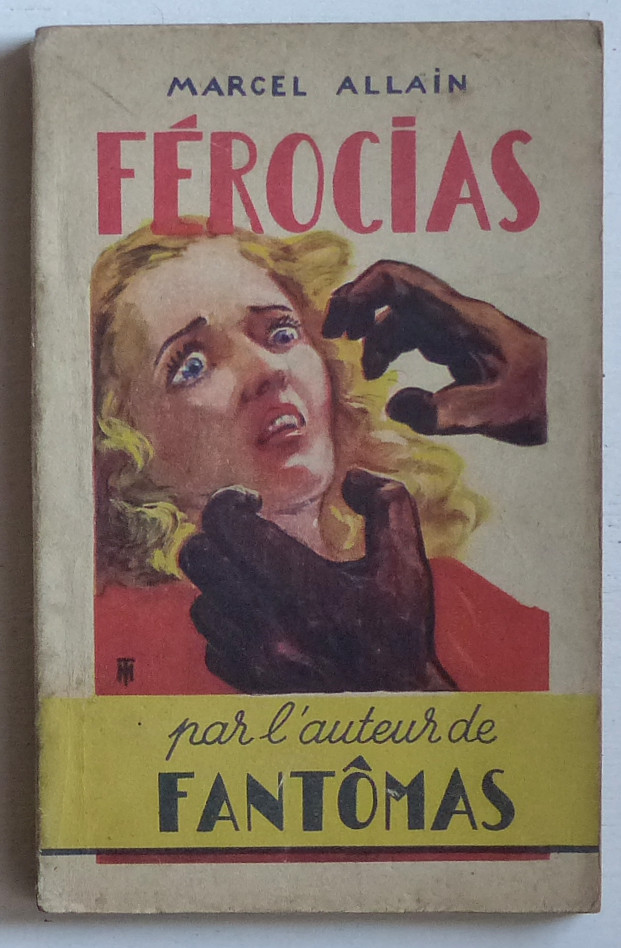 MARCEL ALLAIN
FÉROCIAS
par l'auteur de
FANTÔMAS